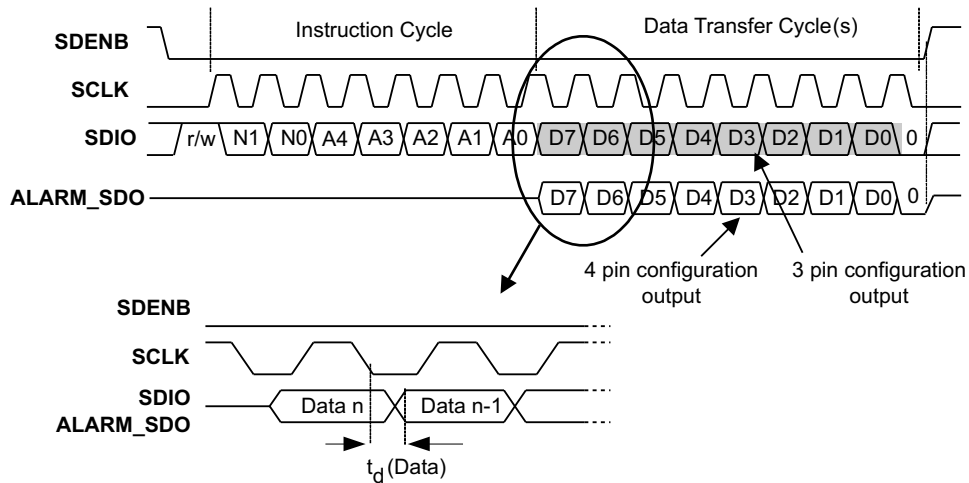 Instruction Cycle Data Transfer Cycle(s)
SDENB
SCLK
SDIO r/w N1 N0 A4 A3 A2 A1 A0 D7 D6 D5 D4 D3 D2 D1 D0 0
ALARM_SDO D7 D6 D5 D4 D3 D2 D1 D0 0
4 pin configuration output
3 pin configuration output
SDENB
SCLK
SDIO
ALARM_SDO
Data n Data n-1
td(Data)